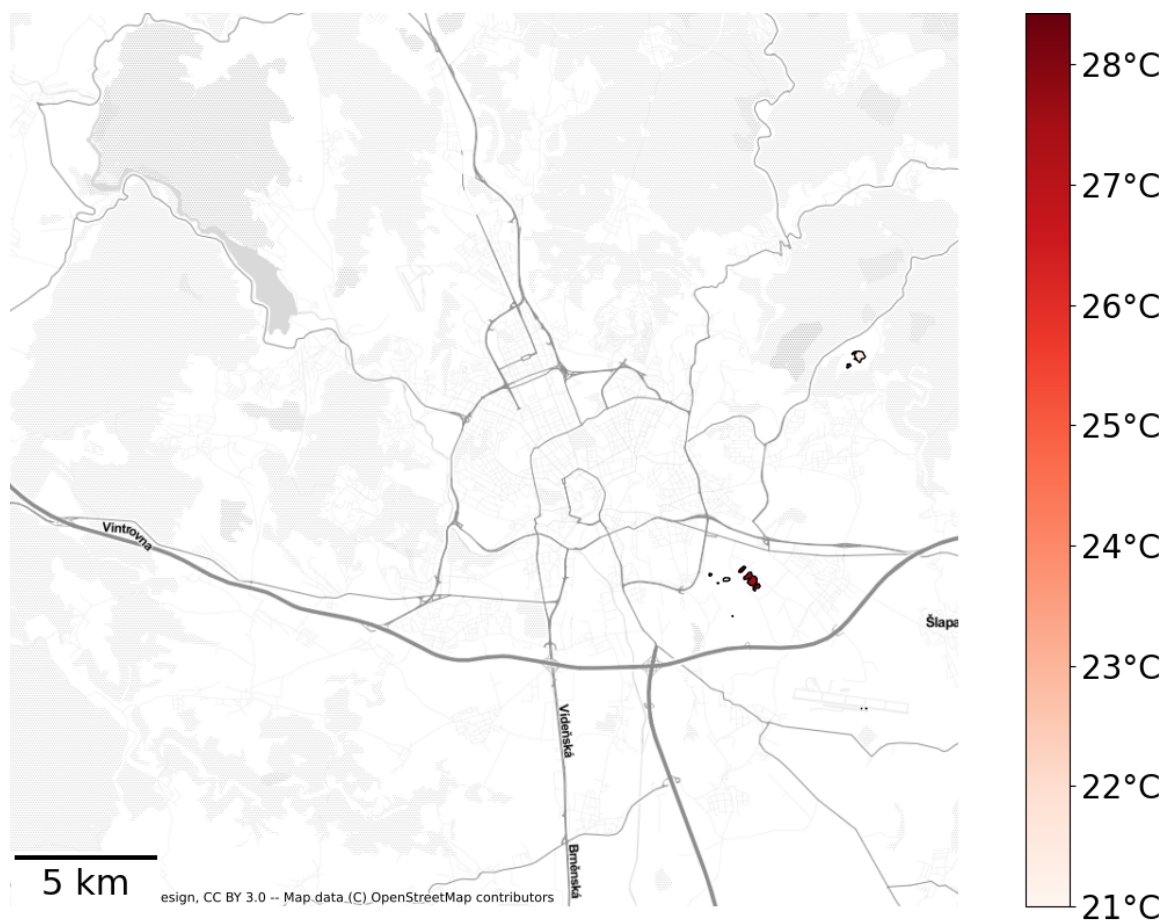 28°C
27°C
26°C
25°C
24°C
23°C
22°C
21°C
Vintrovna
Šlapa
Vídeňská
Brněnská
5 km
esign, CC BY 3.0 -- Map data (C) OpenStreetMap contributors